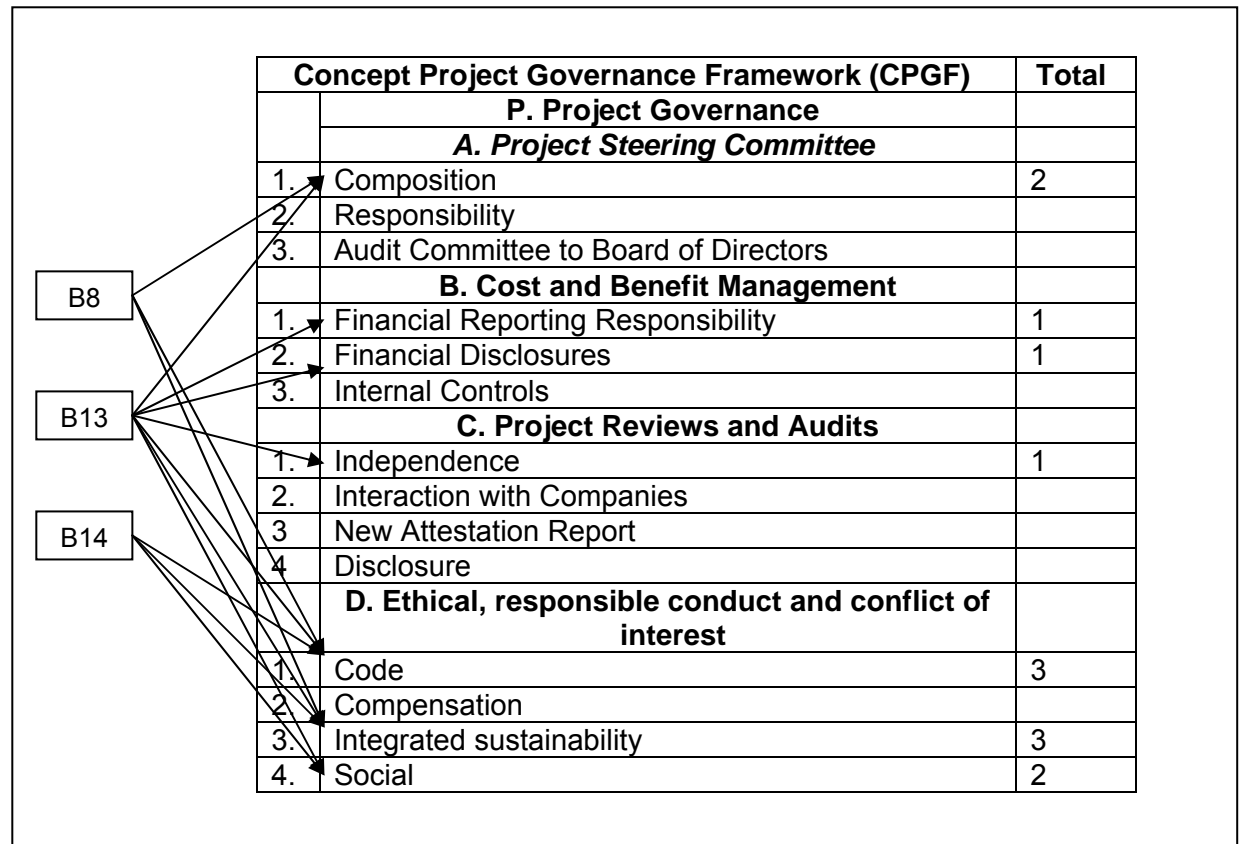 Concept Project Governance Framework (CPGF) Total
P. Project Governance
A. Project Steering Committee
1. Composition 2
2. Responsibility
3. Audit Committee to Board of Directors
B8
B. Cost and Benefit Management
1. Financial Reporting Responsibility 1
2. Financial Disclosures 1
3. Internal Controls
B13
C. Project Reviews and Audits
1. Independence 1
2. Interaction with Companies
3 New Attestation Report
B14
4 Disclosure
D. Ethical, responsible conduct and conflict of
interest
1. Code 3
2. Compensation
3. Integrated sustainability 3
4. Social 2